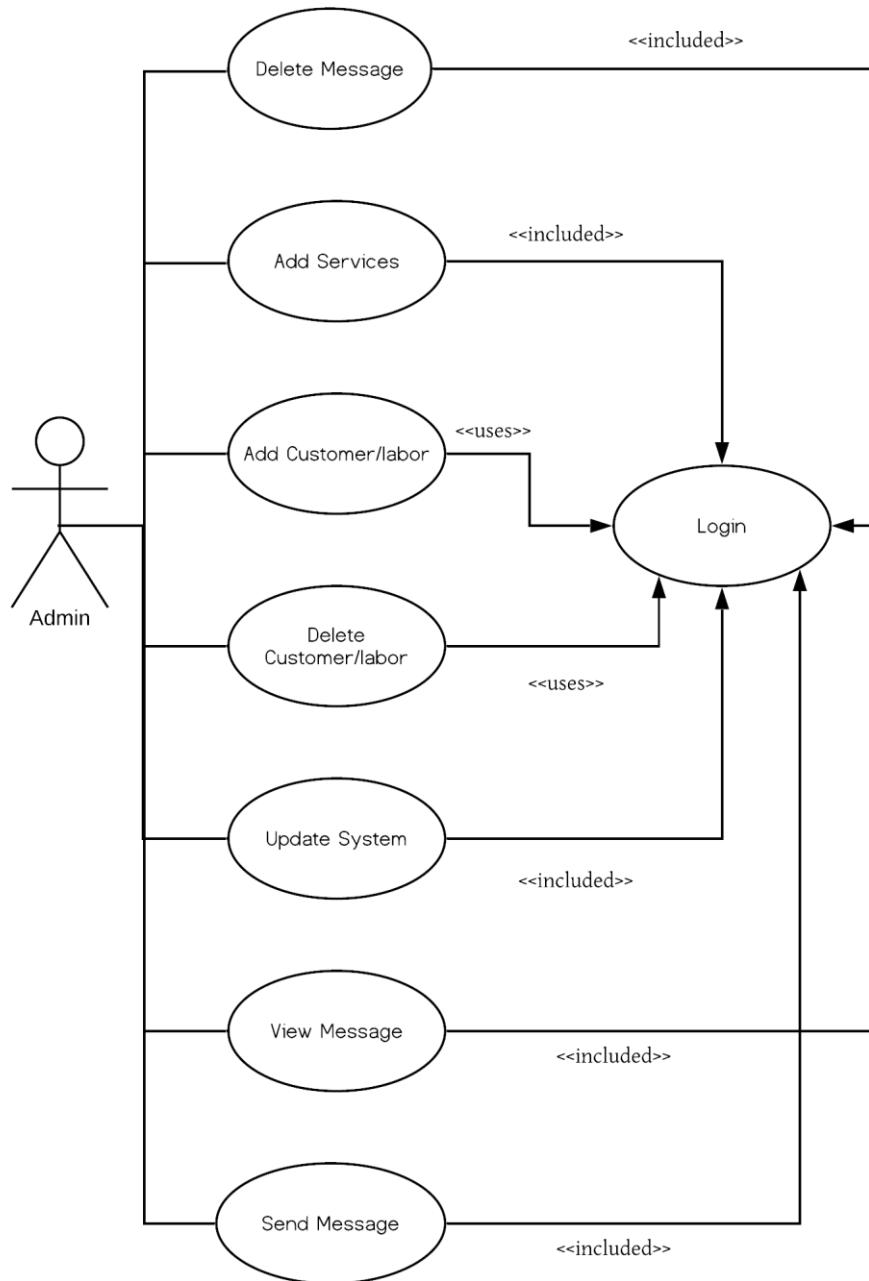 <<included>>
Delete Message
<<included>>
Add Services
<<uses>>
Add Customer/labor
Login
Admin
Delete
Customer/labor
<<uses>>
Update System
<<included>>
View Message
<<included>>
Send Message
<<included>>